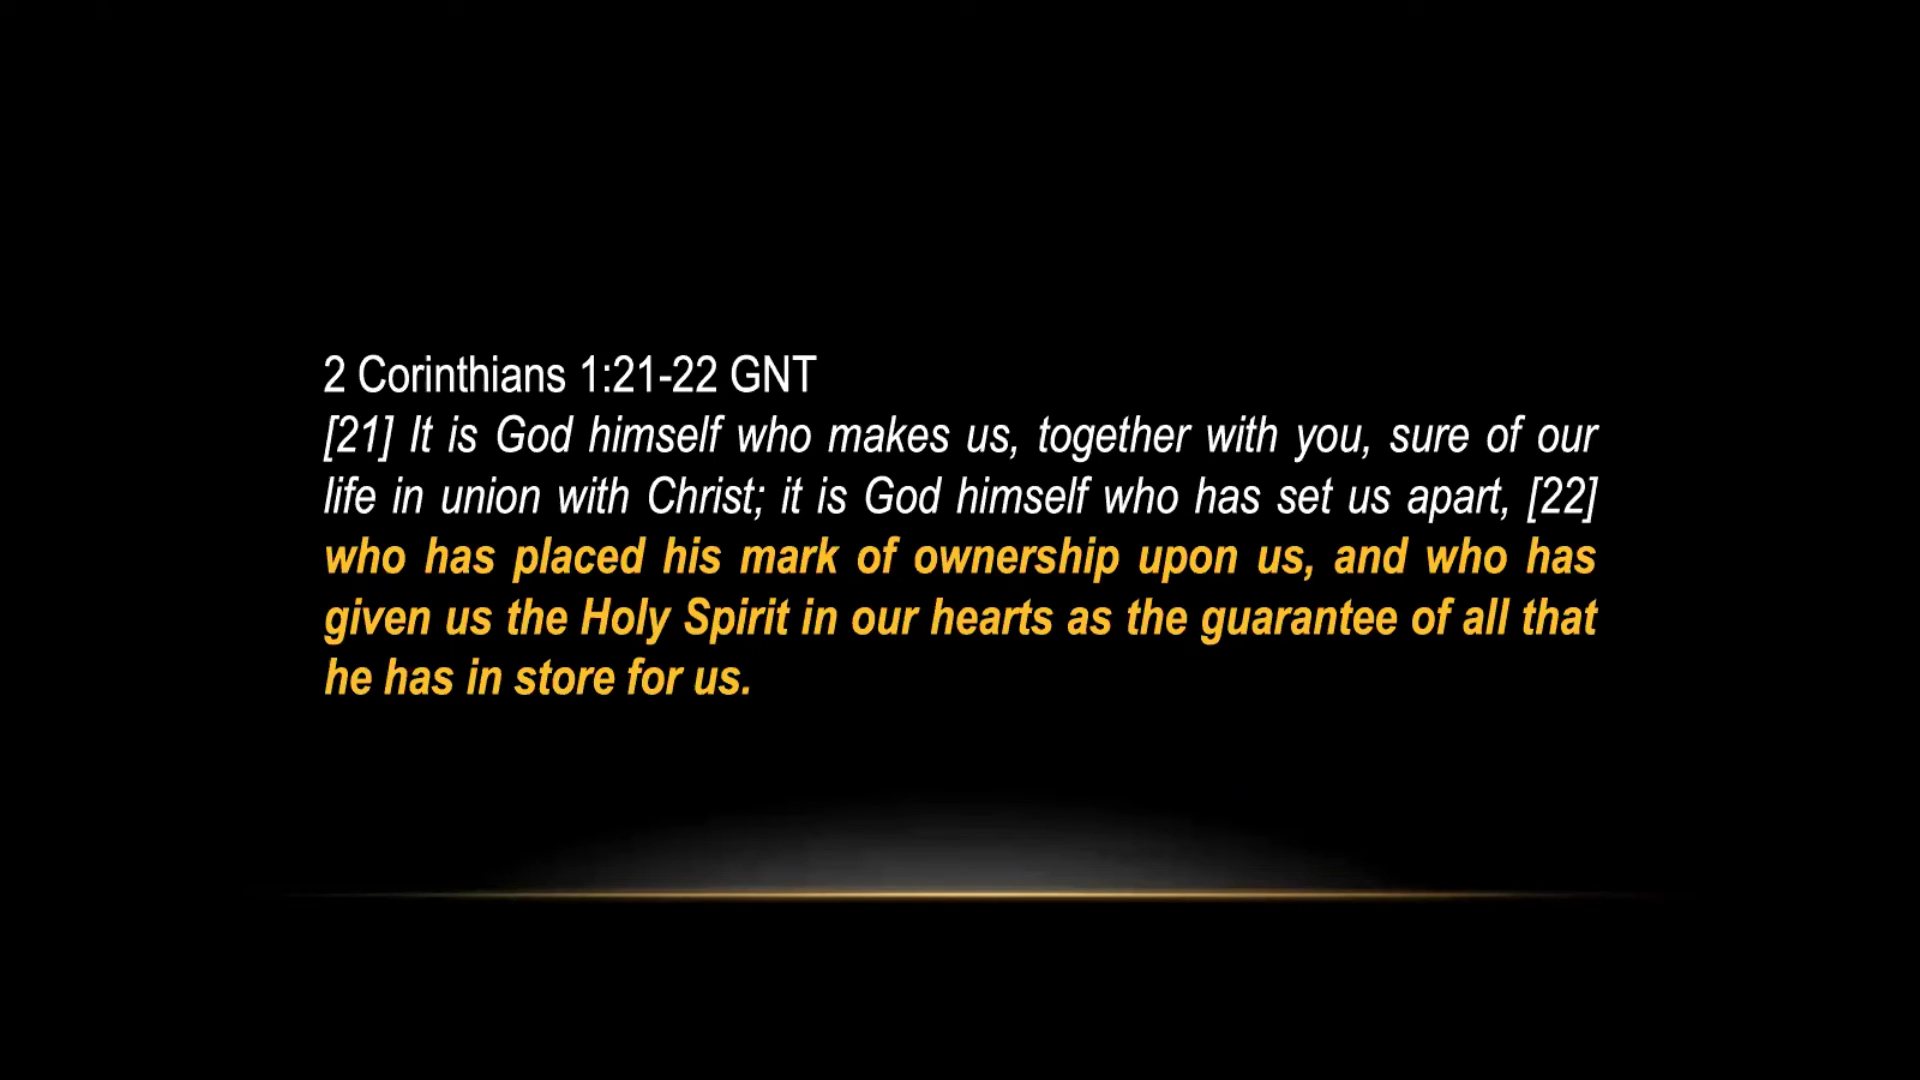 2 Corinthians 1:21-22 GNT
[21] It is God himself who makes us, together with you, sure of our
life in union with Christ; it is God himself who has set us apart, [22]
who has placed his mark of ownership upon us, and who has
given us the Holy Spirit in our hearts as the guarantee of all that
he has in store for us.